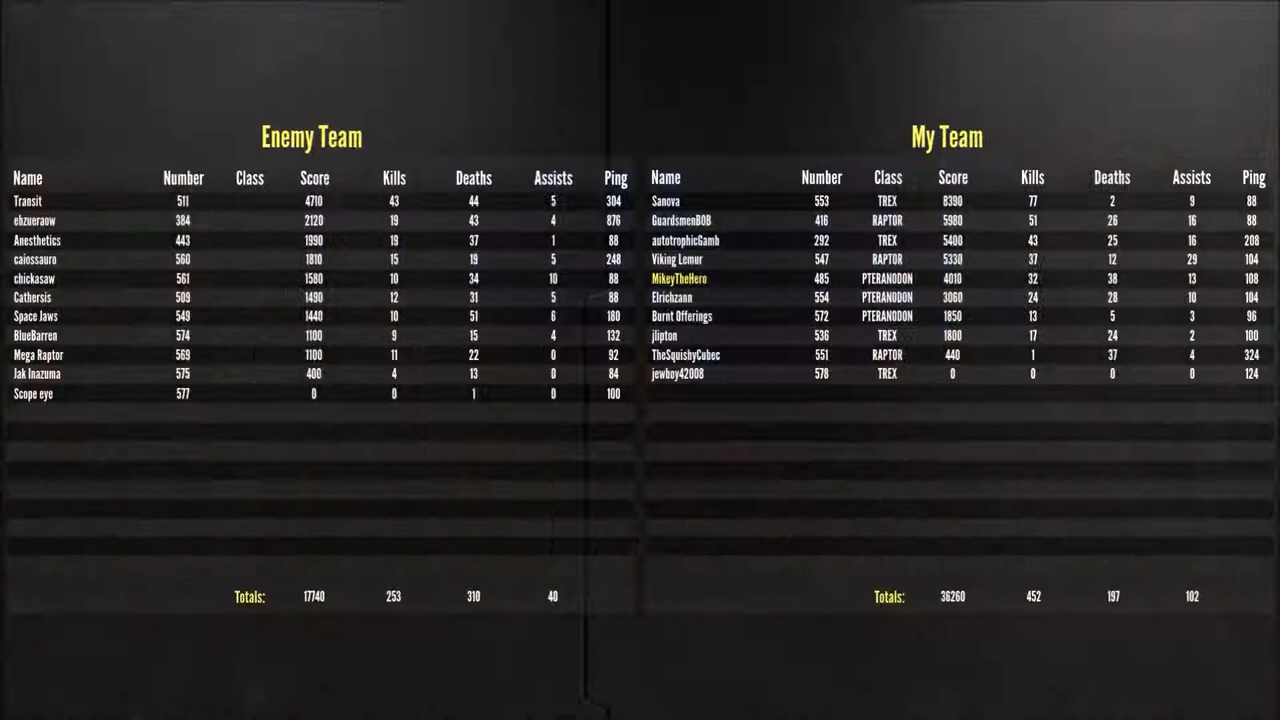 Enemy Team
Name Number Class Score Kills Deaths Assists Ping
Transit 511 4710 43 44 5 304
ehzueraow 384 2120 19 43 4 876
Anesthetics 443 1990 19 37 1 88
caiossauro 560 1810 15 19 5 248
chickasaw 561 1580 10 34 10 88
Cathersis 509 1490 12 31 5 88
Space Jaws 549 1440 10 51 6 180
BlueBarren 574 1100 9 15 4 132
Mega Raptor 569 1100 11 22 0 92
Jak Inazuma 575 400 4 13 0 84
Scope eye 577 0 0 1 0 100
Totals: 17740 253 310 40
My Team
Name Number Class Score Kills Deaths Assists Ping
Sanova 553 TREX 8390 77 2 9 88
GuardsmenBOB 416 RAPTOR 5980 51 26 16 88
autotrophicGamb 292 TREX 5400 43 25 16 208
Viking Lemur 547 RAPTOR 5330 37 12 29 104
MikeyTheHero 485 PTERANODON 4010 32 38 13 108
Elrichzann 554 PTERANODON 3060 24 28 10 104
Burnt Offerings 572 PTERANODON 1850 13 5 3 96
jlipton 536 TREX 1800 17 24 2 100
TheSquishyCubec 551 RAPTOR 440 1 37 4 324
jewboy42008 578 TREX 0 0 0 0 124
Totals: 36260 452 197 102